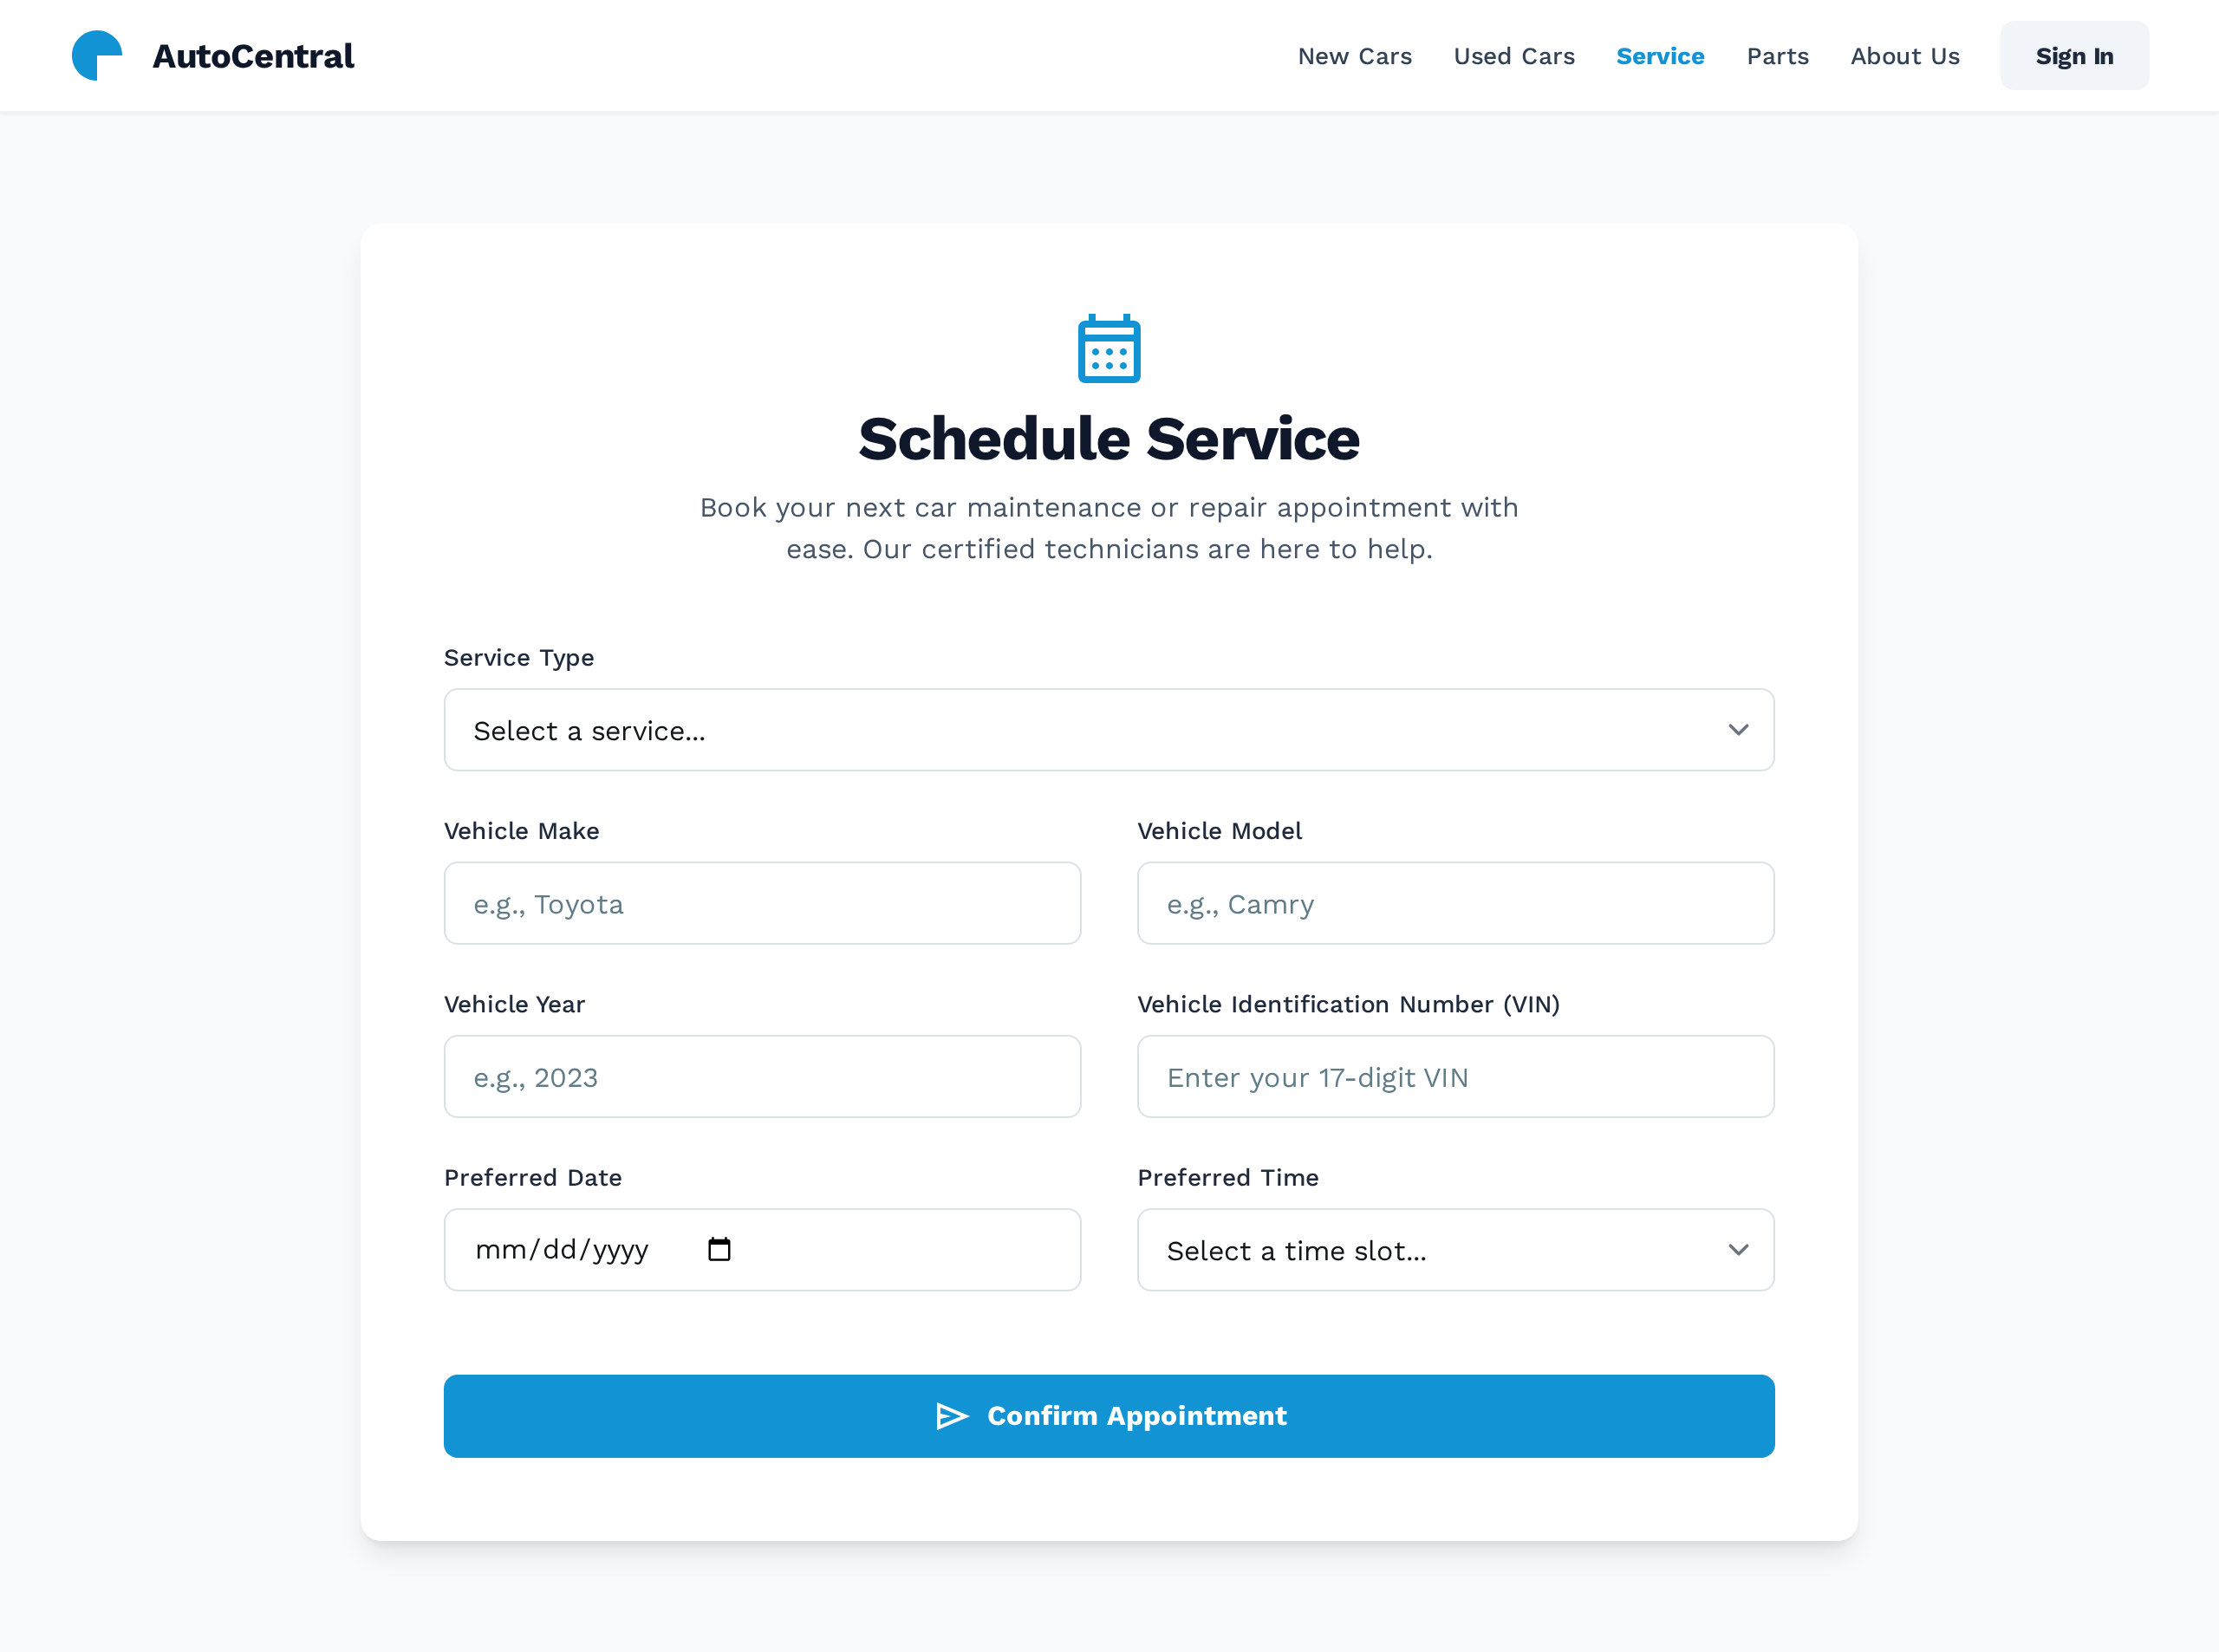 AutoCentral
New Cars
Used Cars
Service
Parts
About Us
Sign In
Schedule Service
Book your next car maintenance or repair appointment with
ease. Our certified technicians are here to help.
Service Type
Select a service...
Vehicle Make
Vehicle Model
e.g., Toyota
e.g., Camry
Vehicle Year
Vehicle Identification Number (VIN)
e.g., 2023
Enter your 17-digit VIN
Preferred Date
Preferred Time
mm/dd/yyyy
Select a time slot...
Confirm Appointment